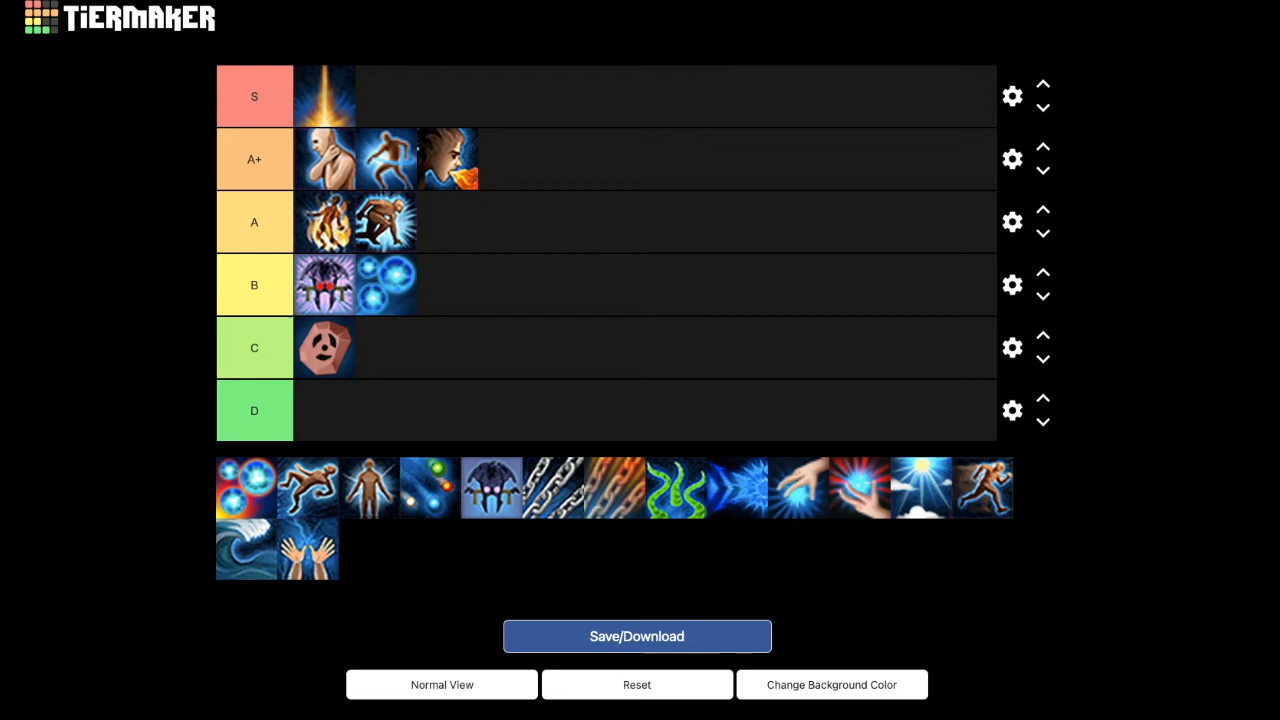 TIERMAKER
S
A+
A
B
C
D
Save/Download
Normal View
Reset
Change Background Color